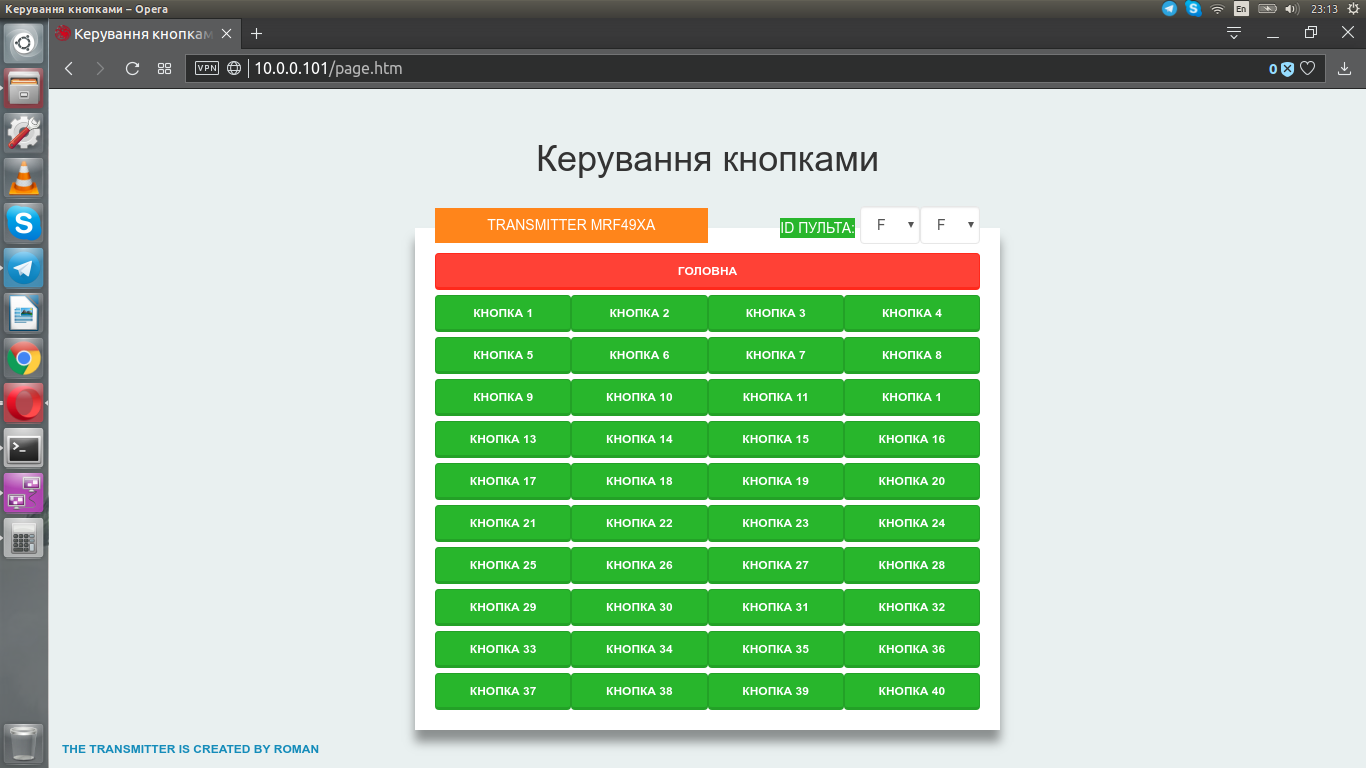 Керування кнопками – Opera
En
23:13
Керування кнопкам
VPN
10.0.0.101/page.htm
0
Керування кнопками
TRANSMITTER MRF49XA
ID ПУЛЬТА: F F
ГОЛОВНА
КНОПКА 1 КНОПКА 2 КНОПКА 3 КНОПКА 4
КНОПКА 5 КНОПКА 6 КНОПКА 7 КНОПКА 8
КНОПКА 9 КНОПКА 10 КНОПКА 11 КНОПКА 1
КНОПКА 13 КНОПКА 14 КНОПКА 15 КНОПКА 16
КНОПКА 17 КНОПКА 18 КНОПКА 19 КНОПКА 20
КНОПКА 21 КНОПКА 22 КНОПКА 23 КНОПКА 24
КНОПКА 25 КНОПКА 26 КНОПКА 27 КНОПКА 28
КНОПКА 29 КНОПКА 30 КНОПКА 31 КНОПКА 32
КНОПКА 33 КНОПКА 34 КНОПКА 35 КНОПКА 36
КНОПКА 37 КНОПКА 38 КНОПКА 39 КНОПКА 40
THE TRANSMITTER IS CREATED BY ROMAN